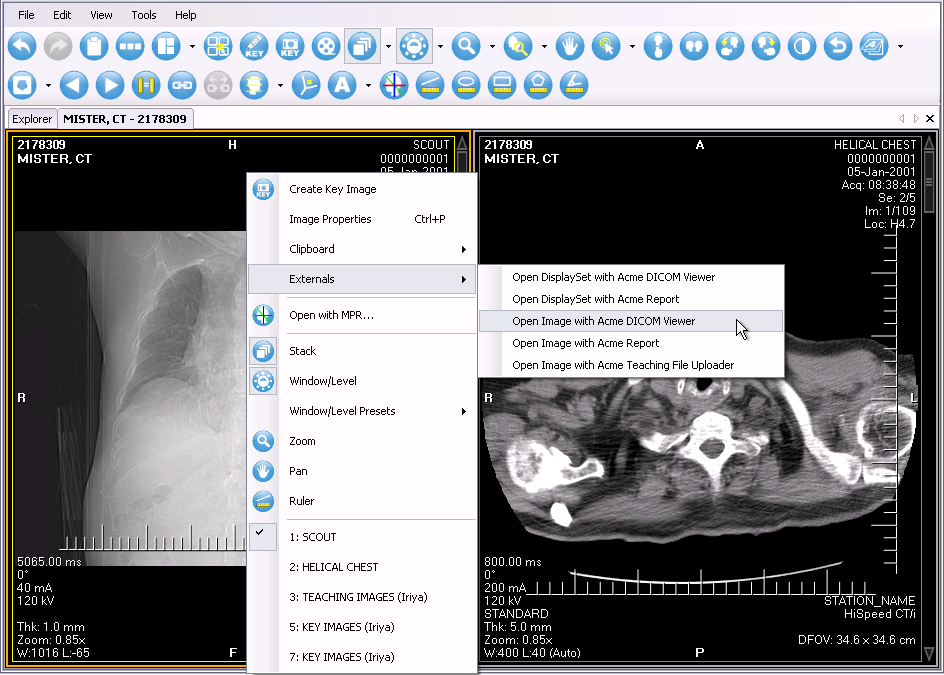 File Edit View Tools Help
KEY KEY
A
Explorer MISTER, CT - 2178309
2178309 H SCOUT
MISTER, CT 0000000001
05-Jan-2001
R
5065.00 ms
0°
40 mA
120 kV
Thk: 1.0 mm
Zoom: 0.85x
W:1016 L:-65 F
KEY Create Key Image
Image Properties Ctrl+P
Clipboard
Externals
Open with MPR...
Stack
Window/Level
Window/Level Presets
Zoom
Pan
Ruler
1: SCOUT
2: HELICAL CHEST
3: TEACHING IMAGES (Iriya)
5: KEY IMAGES (Iriya)
7: KEY IMAGES (Iriya)
Open DisplaySet with Acme DICOM Viewer
Open DisplaySet with Acme Report
Open Image with Acme DICOM Viewer
Open Image with Acme Report
Open Image with Acme Teaching File Uploader
2178309 A HELICAL CHEST
MISTER, CT 0000000001
05-Jan-2001
Acq: 08:38:48
Se: 2/5
Im: 1/109
Loc: H4.7
R L
800.00 ms
0°
200 mA
120 kV STATION_NAME
STANDARD HiSpeed CT/i
Thk: 5.0 mm
Zoom: 0.85x DFOV: 34.6 x 34.6 cm
W:400 L:40 (Auto) P